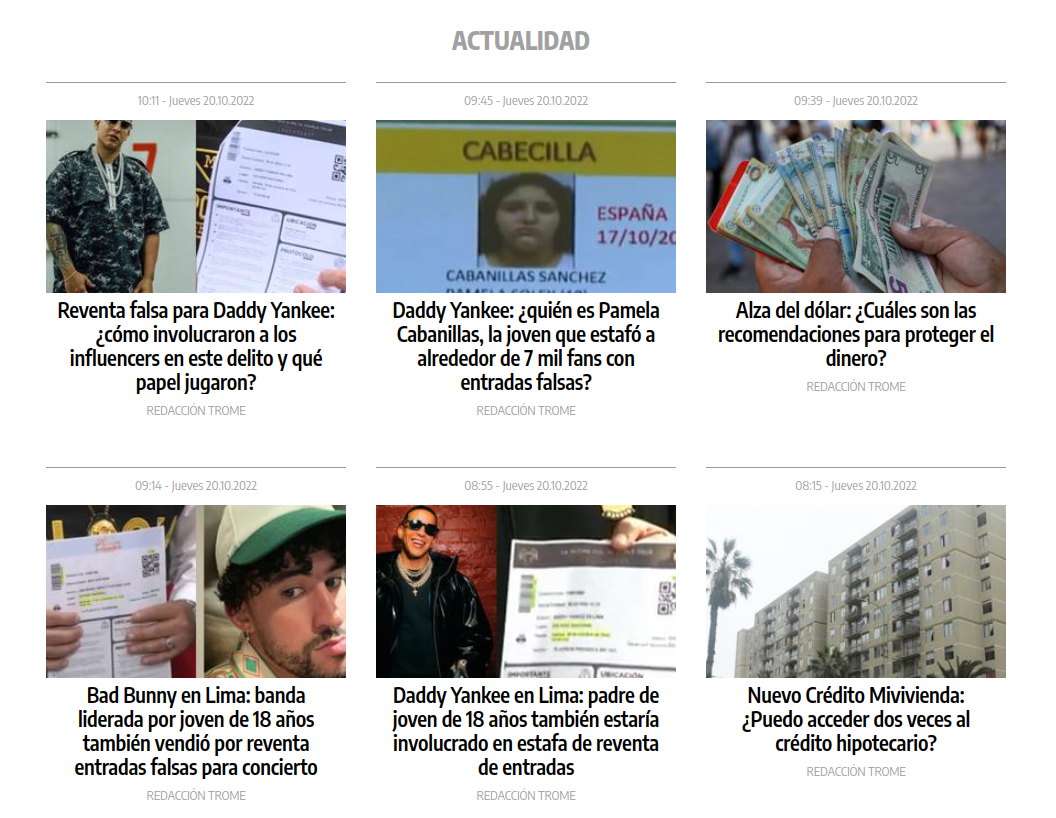 ACTUALIDAD
10:11 - Jueves 20.10.2022
09:45 - Jueves 20.10.2022
09:39 - Jueves 20.10.2022
7
IMPORTANTE
UBICACIÓN
PROTOCOLO
CABECILLA
ESPAÑA
17/10/20
CABANILLAS SANCHEZ
5
Reventa falsa para Daddy Yankee:
¿cómo involucraron a los
influencers en este delito y qué
papel jugaron?
REDACCIÓN TROME
Daddy Yankee: ¿quién es Pamela
Cabanillas, la joven que estafó a
alrededor de 7 mil fans con
entradas falsas?
REDACCIÓN TROME
Alza del dólar: ¿Cuáles son las
recomendaciones para proteger el
dinero?
REDACCIÓN TROME
09:14 - Jueves 20.10.2022
08:55 - Jueves 20.10.2022
08:15 - Jueves 20.10.2022
IMPORTANTE
UBICACIÓN
Bad Bunny en Lima: banda
liderada por joven de 18 años
también vendió por reventa
entradas falsas para concierto
REDACCIÓN TROME
Daddy Yankee en Lima: padre de
joven de 18 años también estaría
involucrado en estafa de reventa
de entradas
REDACCIÓN TROME
Nuevo Crédito Mivivienda:
¿Puedo acceder dos veces al
crédito hipotecario?
REDACCIÓN TROME